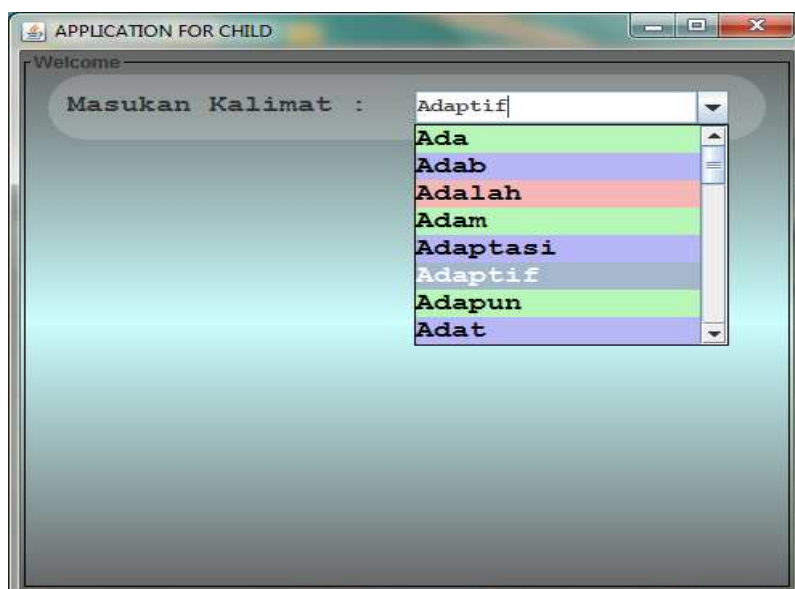 APPLICATION FOR CHILD
Welcome
Masukan Kalimat : Adaptif
Ada
Adab
Adalah
Adam
Adaptasi
Adaptif
Adapun
Adat